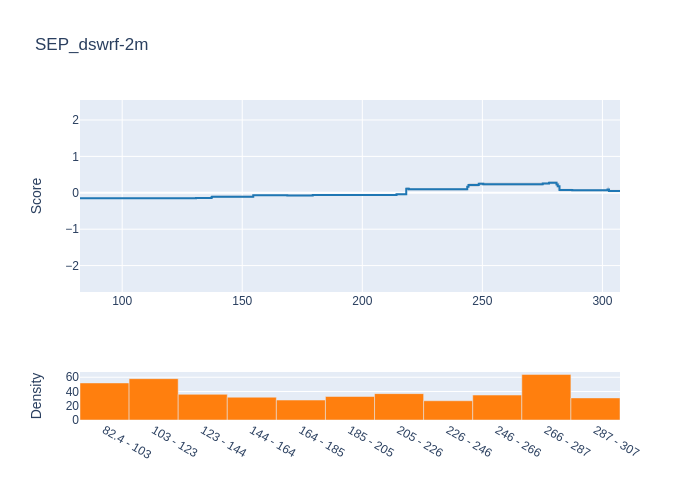 SEP_dswrf-2m
Score
2
1
0
−1
−2
100 150 200 250 300
Density
60
40
20
0
82.4 - 103
103 - 123
123 - 144
144 - 164
164 - 185
185 - 205
205 - 226
226 - 246
246 - 266
266 - 287
287 - 307